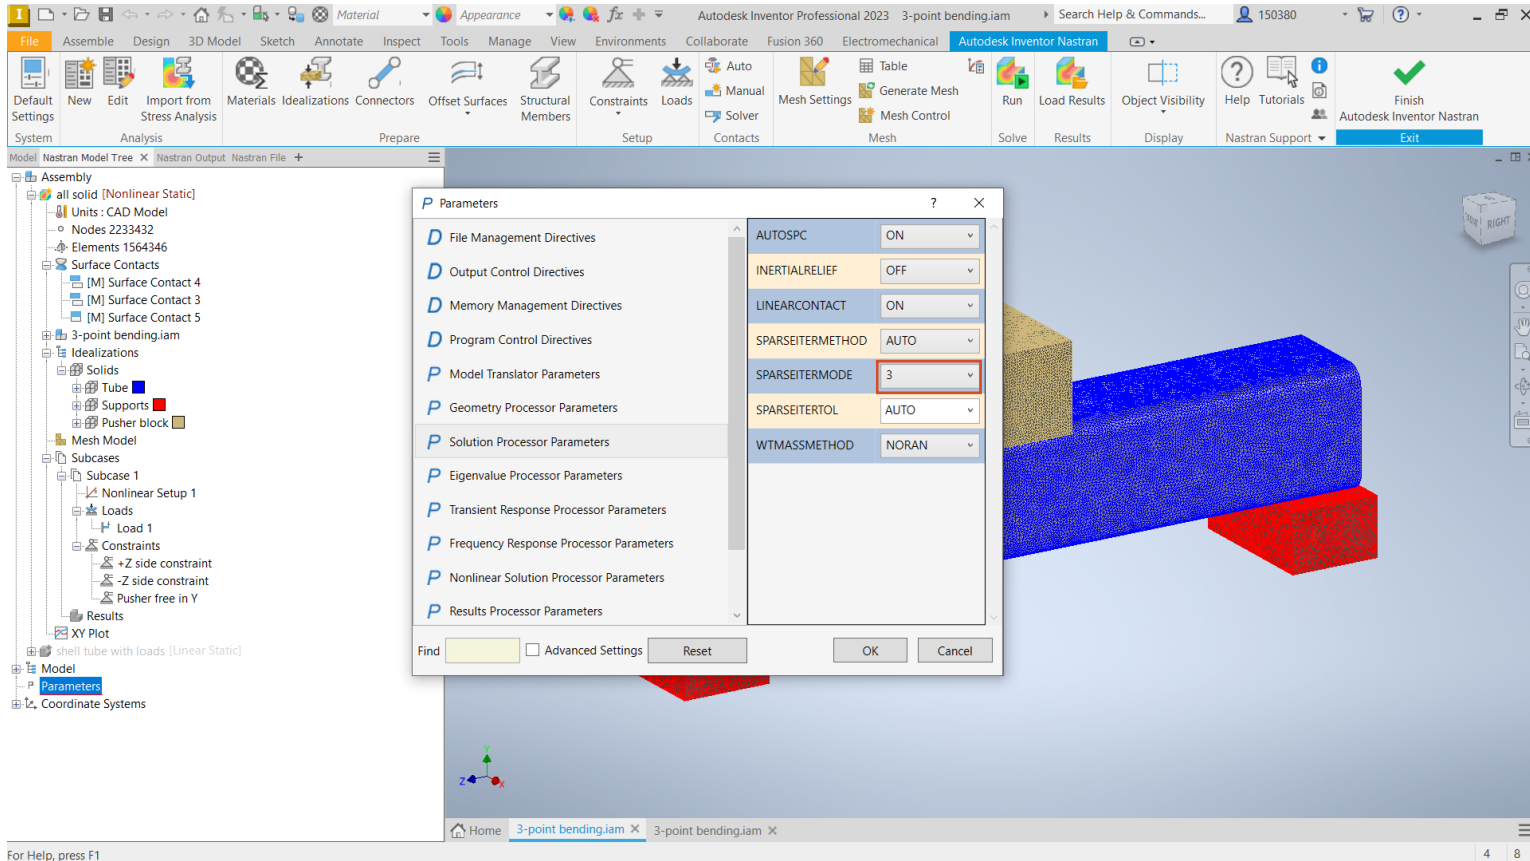 I Material Appearance fx Autodesk Inventor Professional 2023 3-point bending.iam Search Help & Commands... 150380 ?
File Assemble Design 3D Model Sketch Annotate Inspect Tools Manage View Environments Collaborate Fusion 360 Electromechanical Autodesk Inventor Nastran
Default Settings
New
Edit
Import from Stress Analysis
Materials
Idealizations
Connectors
Offset Surfaces
Structural Members
Constraints
Loads
Auto
Manual
Solver
Mesh Settings
Table
Generate Mesh
Mesh Control
Run
Load Results
Object Visibility
Help
Tutorials
Finish
Autodesk Inventor Nastran
System Analysis Prepare Setup Contacts Mesh Solve Results Display Nastran Support Exit
Model Nastran Model Tree X Nastran Output Nastran File +
Assembly
all solid [Nonlinear Static]
Units : CAD Model
Nodes 2233432
Elements 1564346
Surface Contacts
[M] Surface Contact 4
[M] Surface Contact 3
[M] Surface Contact 5
3-point bending.iam
Idealizations
Solids
Tube
Supports
Pusher block
Mesh Model
Subcases
Subcase 1
Nonlinear Setup 1
Loads
Load 1
Constraints
+Z side constraint
-Z side constraint
Pusher free in Y
Results
XY Plot
shell tube with loads [Linear Static]
Model
Parameters
Coordinate Systems
P Parameters ?
D File Management Directives
D Output Control Directives
D Memory Management Directives
D Program Control Directives
P Model Translator Parameters
P Geometry Processor Parameters
P Solution Processor Parameters
P Eigenvalue Processor Parameters
P Transient Response Processor Parameters
P Frequency Response Processor Parameters
P Nonlinear Solution Processor Parameters
P Results Processor Parameters
AUTOSPC ON
INERTIALRELIEF OFF
LINEARCONTACT ON
SPARSEITERMETHOD AUTO
SPARSEITERMODE 3
SPARSEITERTOL AUTO
WTMASSMETHOD NORAN
Find Advanced Settings Reset OK Cancel
RIGHT
Y
Z X
Home 3-point bending.iam X 3-point bending.iam X
For Help, press F1 4 8